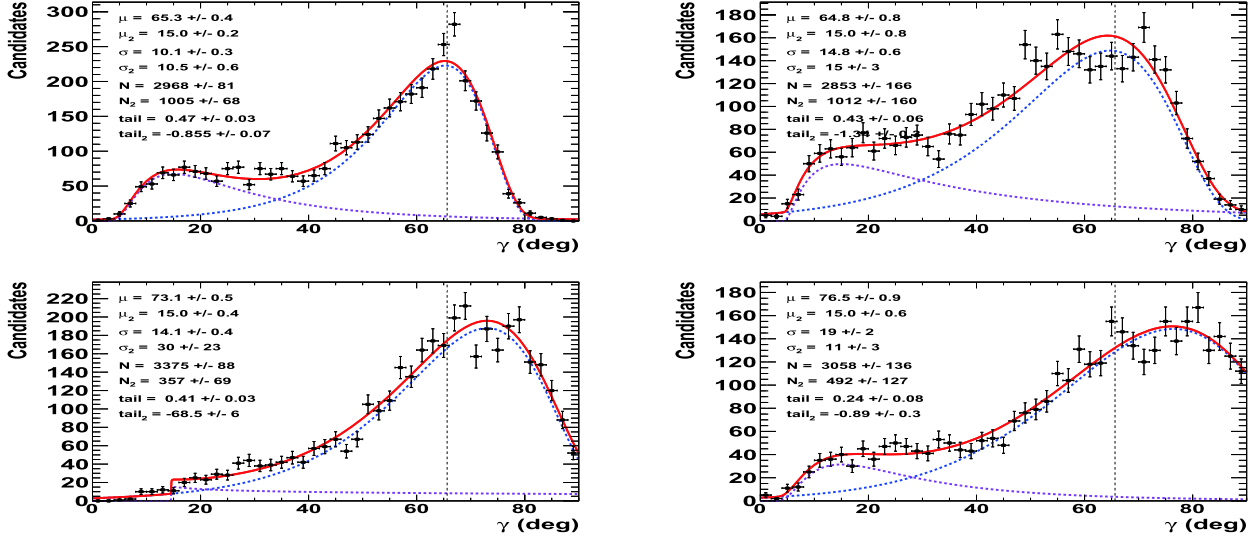 Candidates
300
250
200
150
100
50
0
μ = 65.3 +/- 0.4
μ2 = 15.0 +/- 0.2
σ = 10.1 +/- 0.3
σ2 = 10.5 +/- 0.6
N = 2968 +/- 81
N2 = 1005 +/- 68
tail = 0.47 +/- 0.03
tail2 = -0.855 +/- 0.07
0 20 40 60 80
γ (deg)
Candidates
180
160
140
120
100
80
60
40
20
0
μ = 64.8 +/- 0.8
μ2 = 15.0 +/- 0.8
σ = 14.8 +/- 0.6
σ2 = 15 +/- 3
N = 2853 +/- 166
N2 = 1012 +/- 160
tail = 0.43 +/- 0.06
tail2 =
0 20 40 60 80
γ (deg)
Candidates
220
200
180
160
140
120
100
80
60
40
20
0
μ = 73.1 +/- 0.5
μ2 = 15.0 +/- 0.4
σ = 14.1 +/- 0.4
σ2 = 30 +/- 23
N = 3375 +/- 88
N2 = 357 +/- 69
tail = 0.41 +/- 0.03
tail2 = -68.5 +/- 6
0 20 40 60 80
γ (deg)
Candidates
180
160
140
120
100
80
60
40
20
0
μ = 76.5 +/- 0.9
μ2 = 15.0 +/- 0.6
σ = 19 +/- 2
σ2 = 11 +/- 3
N = 3058 +/- 136
N2 = 492 +/- 127
tail = 0.24 +/- 0.08
tail2 = -0.89 +/- 0.3
0 20 40 60 80
γ (deg)